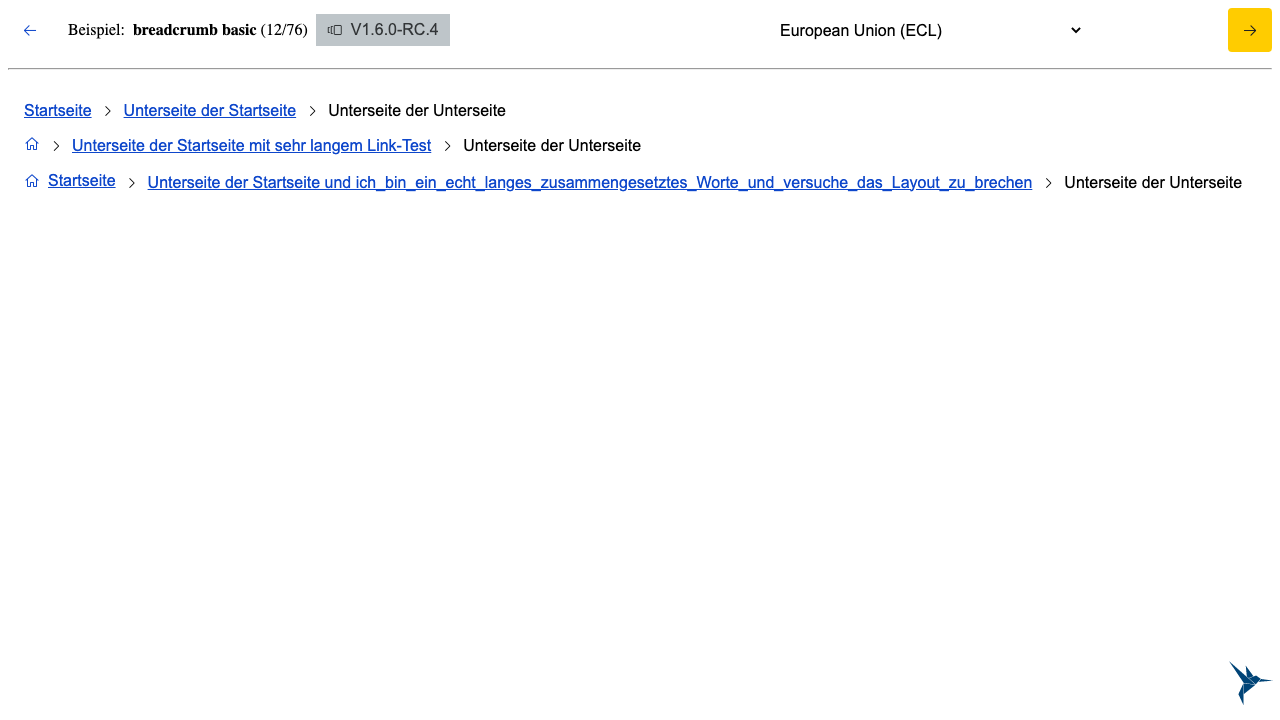 Beispiel: breadcrumb basic (12/76) V1.6.0-RC.4 European Union (ECL)
Startseite Unterseite der Startseite Unterseite der Unterseite
Unterseite der Startseite mit sehr langem Link-Test Unterseite der Unterseite
Startseite Unterseite der Startseite und ich_bin_ein_echt_langes_zusammengesetztes_Worte_und_versuche_das_Layout_zu_brechen Unterseite der Unterseite